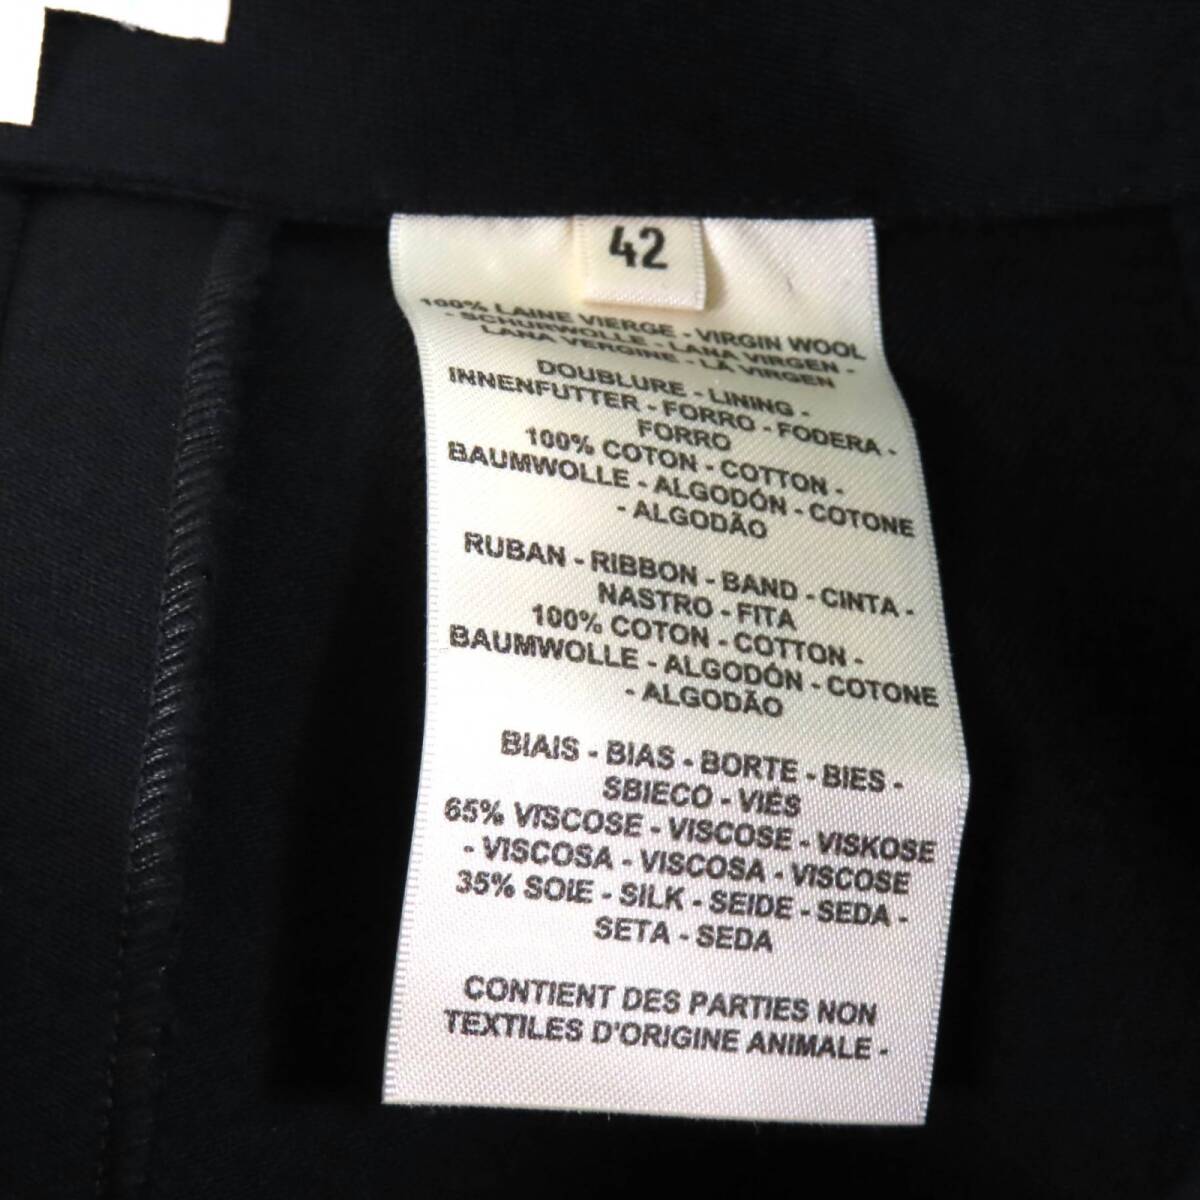 42
100% LAINE VIERGE - VIRGIN WOOL
- SCHURWOLLE - LANA VIRGEN -
LANA VERGINE - LÃ VIRGEN
DOUBLURE - LINING -
INNENFUTTER - FORRO - FODERA -
FORRO
100% COTON - COTTON -
BAUMWOLLE - ALGODÓN - COTONE
- ALGODÃO
RUBAN - RIBBON - BAND - CINTA -
NASTRO - FITA
100% COTON - COTTON -
BAUMWOLLE - ALGODÓN - COTONE
- ALGODÃO
BIAIS - BIAS - BORTE - BIES -
SBIECO - VIÉS
65% VISCOSE - VISCOSE - VISKOSE
- VISCOSA - VISCOSA - VISCOSE
35% SOIE - SILK - SEIDE - SEDA -
SETA - SEDA
CONTIENT DES PARTIES NON
TEXTILES D'ORIGINE ANIMALE -